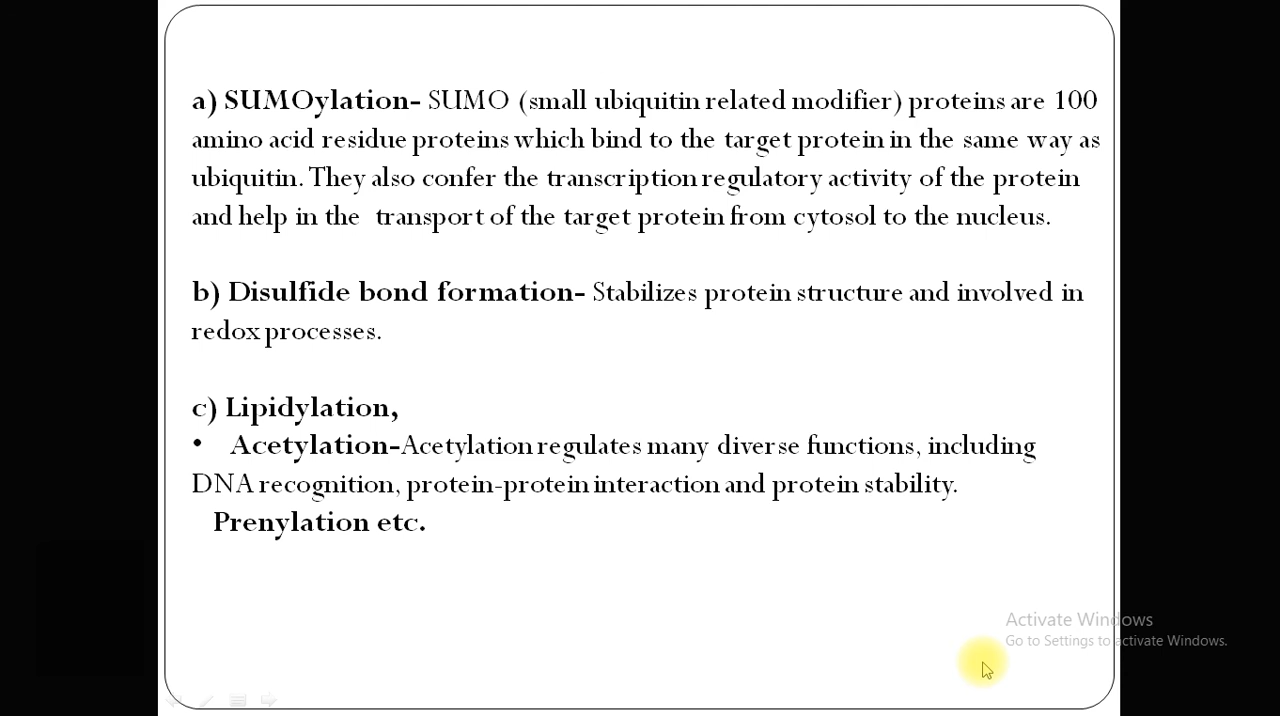 a) SUMOylation- SUMO (small ubiquitin related modifier) proteins are 100
amino acid residue proteins which bind to the target protein in the same way as
ubiquitin. They also confer the transcription regulatory activity of the protein
and help in the transport of the target protein from cytosol to the nucleus.
b) Disulfide bond formation- Stabilizes protein structure and involved in
redox processes.
c) Lipidylation,
• Acetylation-Acetylation regulates many diverse functions, including
DNA recognition, protein-protein interaction and protein stability.
Prenylation etc.
Activate Windows
Go to Settings to activate Windows.